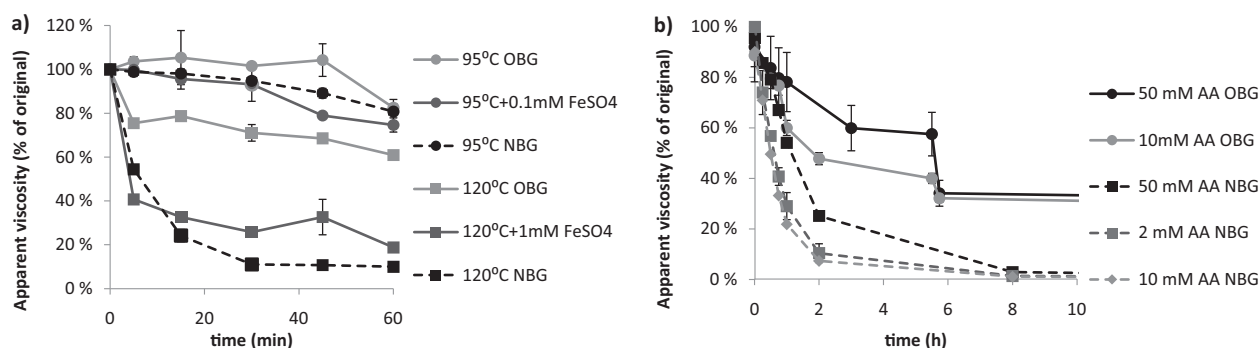 a)
120 %
100 %
80 %
60 %
40 %
20 %
0 %
Apparent viscosity (% of original)
0
20
40
60
time (min)
95ºC OBG
95ºC+0.1mM FeSO4
95ºC NBG
120ºC OBG
120ºC+1mM FeSO4
120ºC NBG
b)
100 %
80 %
60 %
40 %
20 %
0 %
Apparent viscosity (% of original)
0
2
4
6
8
10
time (h)
50 mM AA OBG
10mM AA OBG
50 mM AA NBG
2 mM AA NBG
10 mM AA NBG